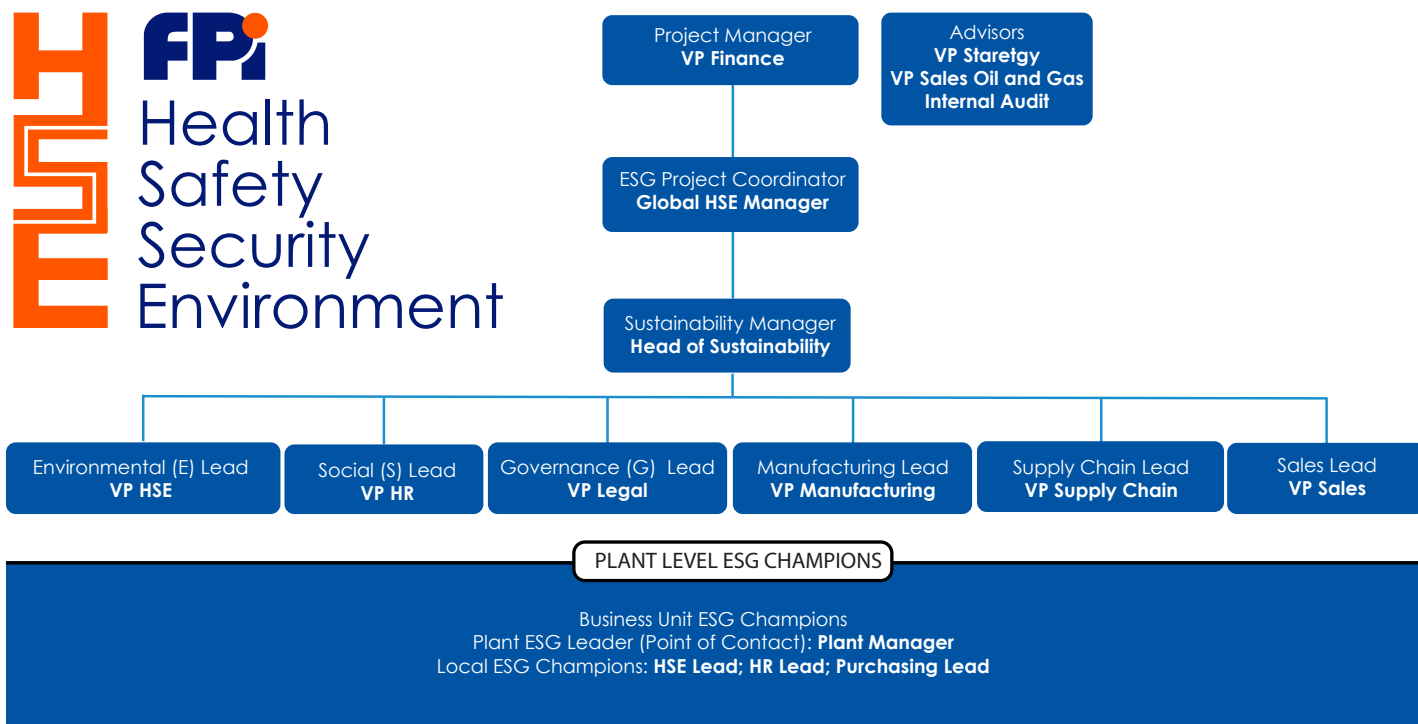 HSE
FPi
Health
Safety
Security
Environment
Project Manager
VP Finance
Advisors
VP Staretgy
VP Sales Oil and Gas
Internal Audit
ESG Project Coordinator
Global HSE Manager
Sustainability Manager
Head of Sustainability
Environmental (E) Lead
VP HSE
Social (S) Lead
VP HR
Governance (G) Lead
VP Legal
Manufacturing Lead
VP Manufacturing
Supply Chain Lead
VP Supply Chain
Sales Lead
VP Sales
PLANT LEVEL ESG CHAMPIONS
Business Unit ESG Champions
Plant ESG Leader (Point of Contact): Plant Manager
Local ESG Champions: HSE Lead; HR Lead; Purchasing Lead